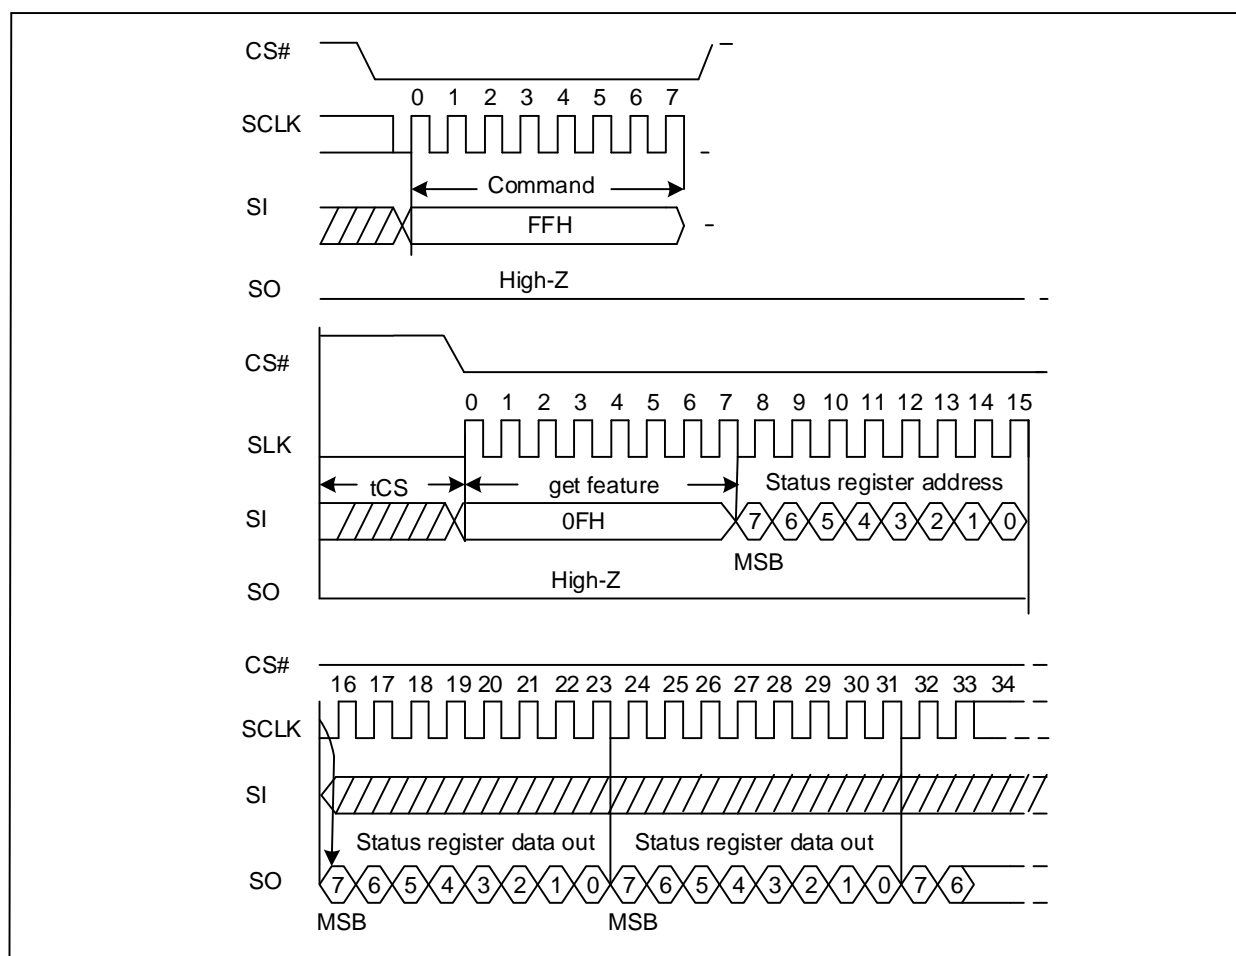 CS#
0 1 2 3 4 5 6 7
SCLK
Command
SI
FFH
High-Z
SO
CS#
0 1 2 3 4 5 6 7 8 9 10 11 12 13 14 15
SLK
tCS get feature Status register address
SI
0FH 7 6 5 4 3 2 1 0
MSB
High-Z
SO
CS#
16 17 18 19 20 21 22 23 24 25 26 27 28 29 30 31 32 33 34
SCLK
SI
Status register data out Status register data out
SO
7 6 5 4 3 2 1 0 7 6 5 4 3 2 1 0 7 6
MSB MSB